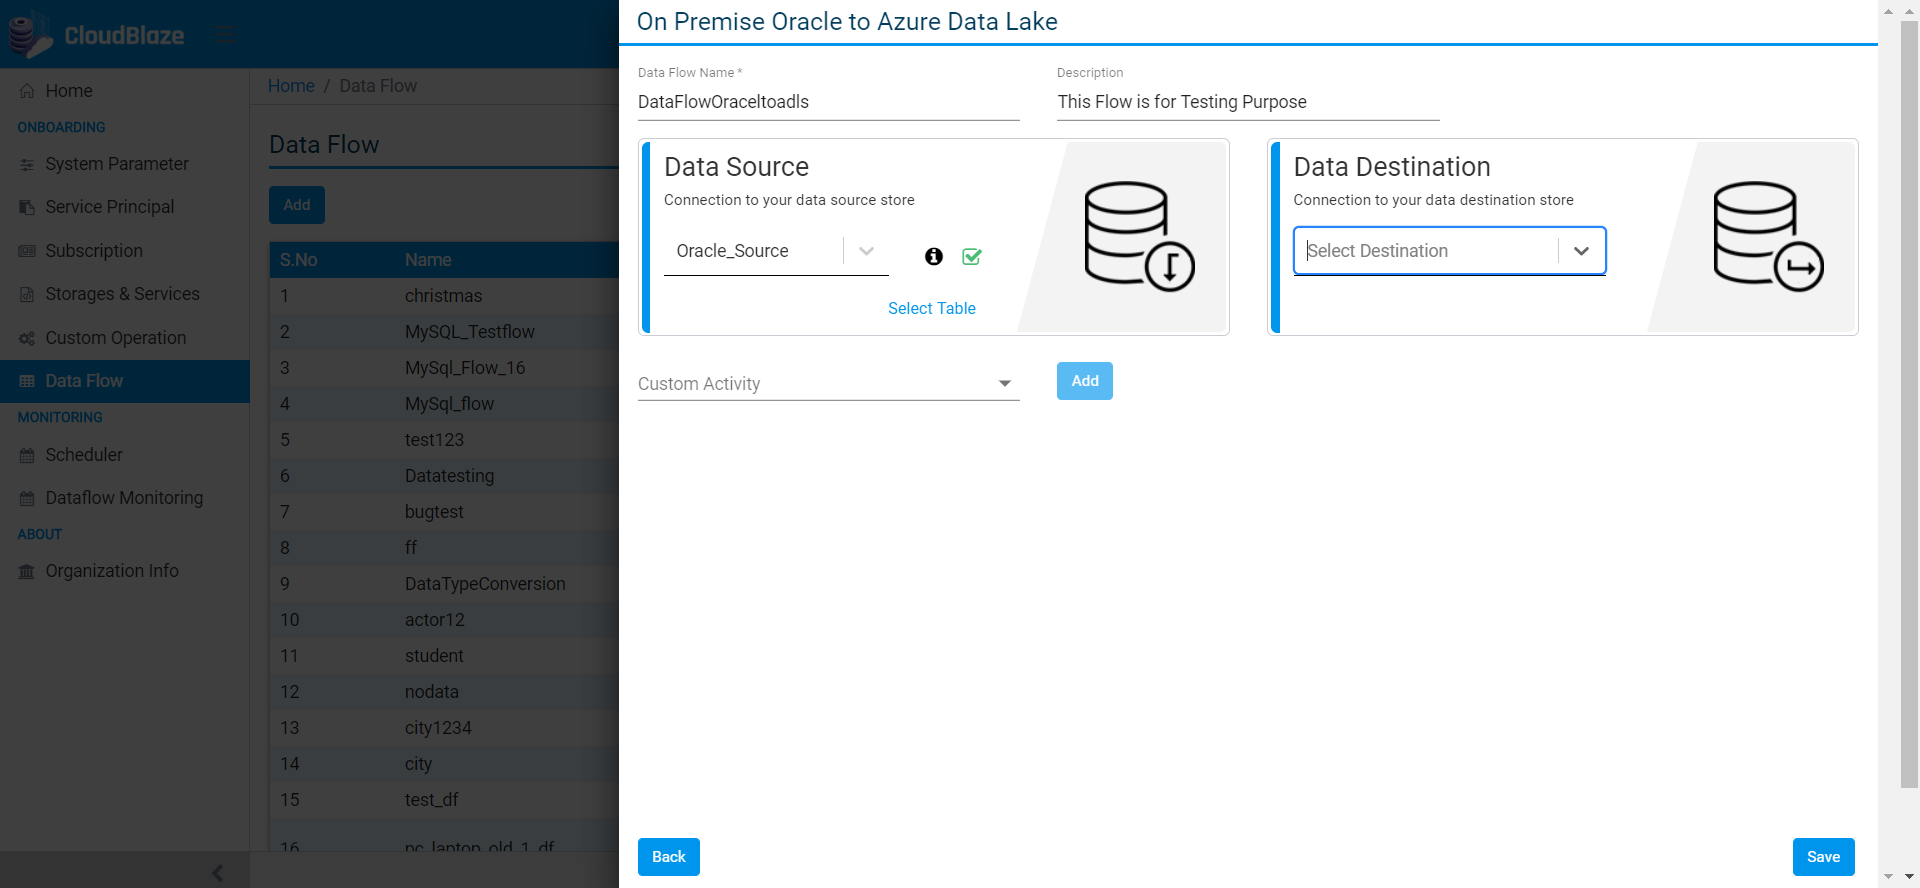 CloudBlaze
Home
ONBOARDING
System Parameter
Service Principal
Subscription
Storages & Services
Custom Operation
Data Flow
MONITORING
Scheduler
Dataflow Monitoring
ABOUT
Organization Info
Home / Data Flow
Data Flow
Add
S.No Name
1 christmas
2 MySQL_Testflow
3 MySql_Flow_16
4 MySql_flow
5 test123
6 Datatesting
7 bugtest
8 ff
9 DataTypeConversion
10 actor12
11 student
12 nodata
13 city1234
14 city
15 test_df
16 pc_laptop_old_1_df
On Premise Oracle to Azure Data Lake
Data Flow Name *
DataFlowOraceltoadls
Description
This Flow is for Testing Purpose
Data Source
Connection to your data source store
Oracle_Source
Select Table
Data Destination
Connection to your data destination store
Select Destination
Custom Activity
Add
Back
Save